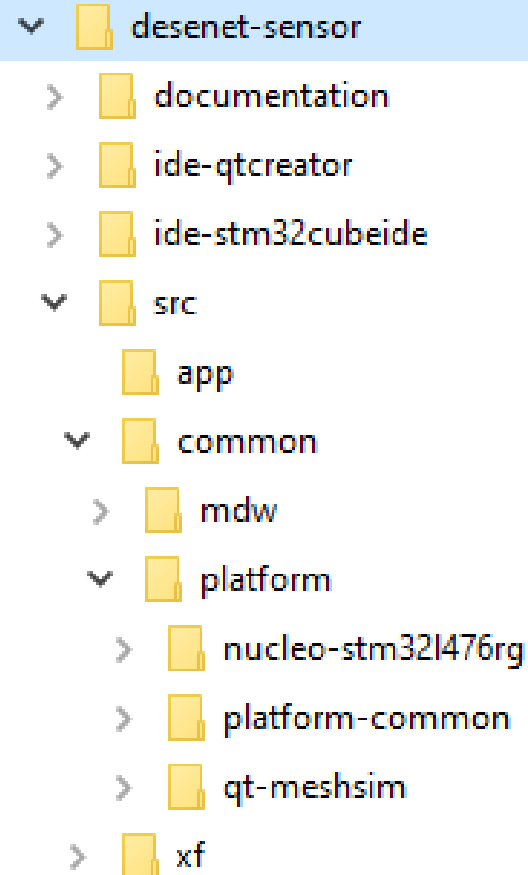 desenet-sensor
documentation
ide-qtcreator
ide-stm32cubeide
src
app
common
mdw
platform
nucleo-stm32l476rg
platform-common
qt-meshsim
xf